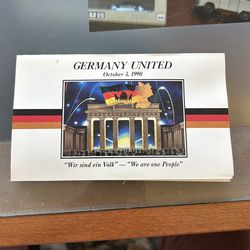 GERMANY UNITED
October 3, 1990
"Wir sind ein Volk" — "We are one People"